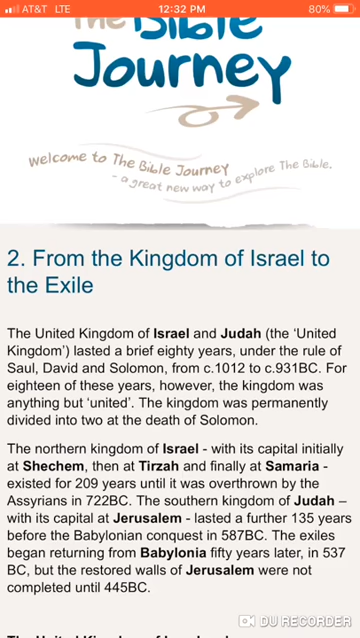 AT&T LTE 12:32 PM 80%
The Bible
Journey
Welcome to The Bible Journey
- a great new way to explore The Bible.
2. From the Kingdom of Israel to
the Exile
The United Kingdom of Israel and Judah (the ‘United
Kingdom’) lasted a brief eighty years, under the rule of
Saul, David and Solomon, from c.1012 to c.931BC. For
eighteen of these years, however, the kingdom was
anything but ‘united’. The kingdom was permanently
divided into two at the death of Solomon.
The northern kingdom of Israel - with its capital initially
at Shechem, then at Tirzah and finally at Samaria -
existed for 209 years until it was overthrown by the
Assyrians in 722BC. The southern kingdom of Judah –
with its capital at Jerusalem - lasted a further 135 years
before the Babylonian conquest in 587BC. The exiles
began returning from Babylonia fifty years later, in 537
BC, but the restored walls of Jerusalem were not
completed until 445BC.
DU RECORDER
The United Kingdom of Israel and